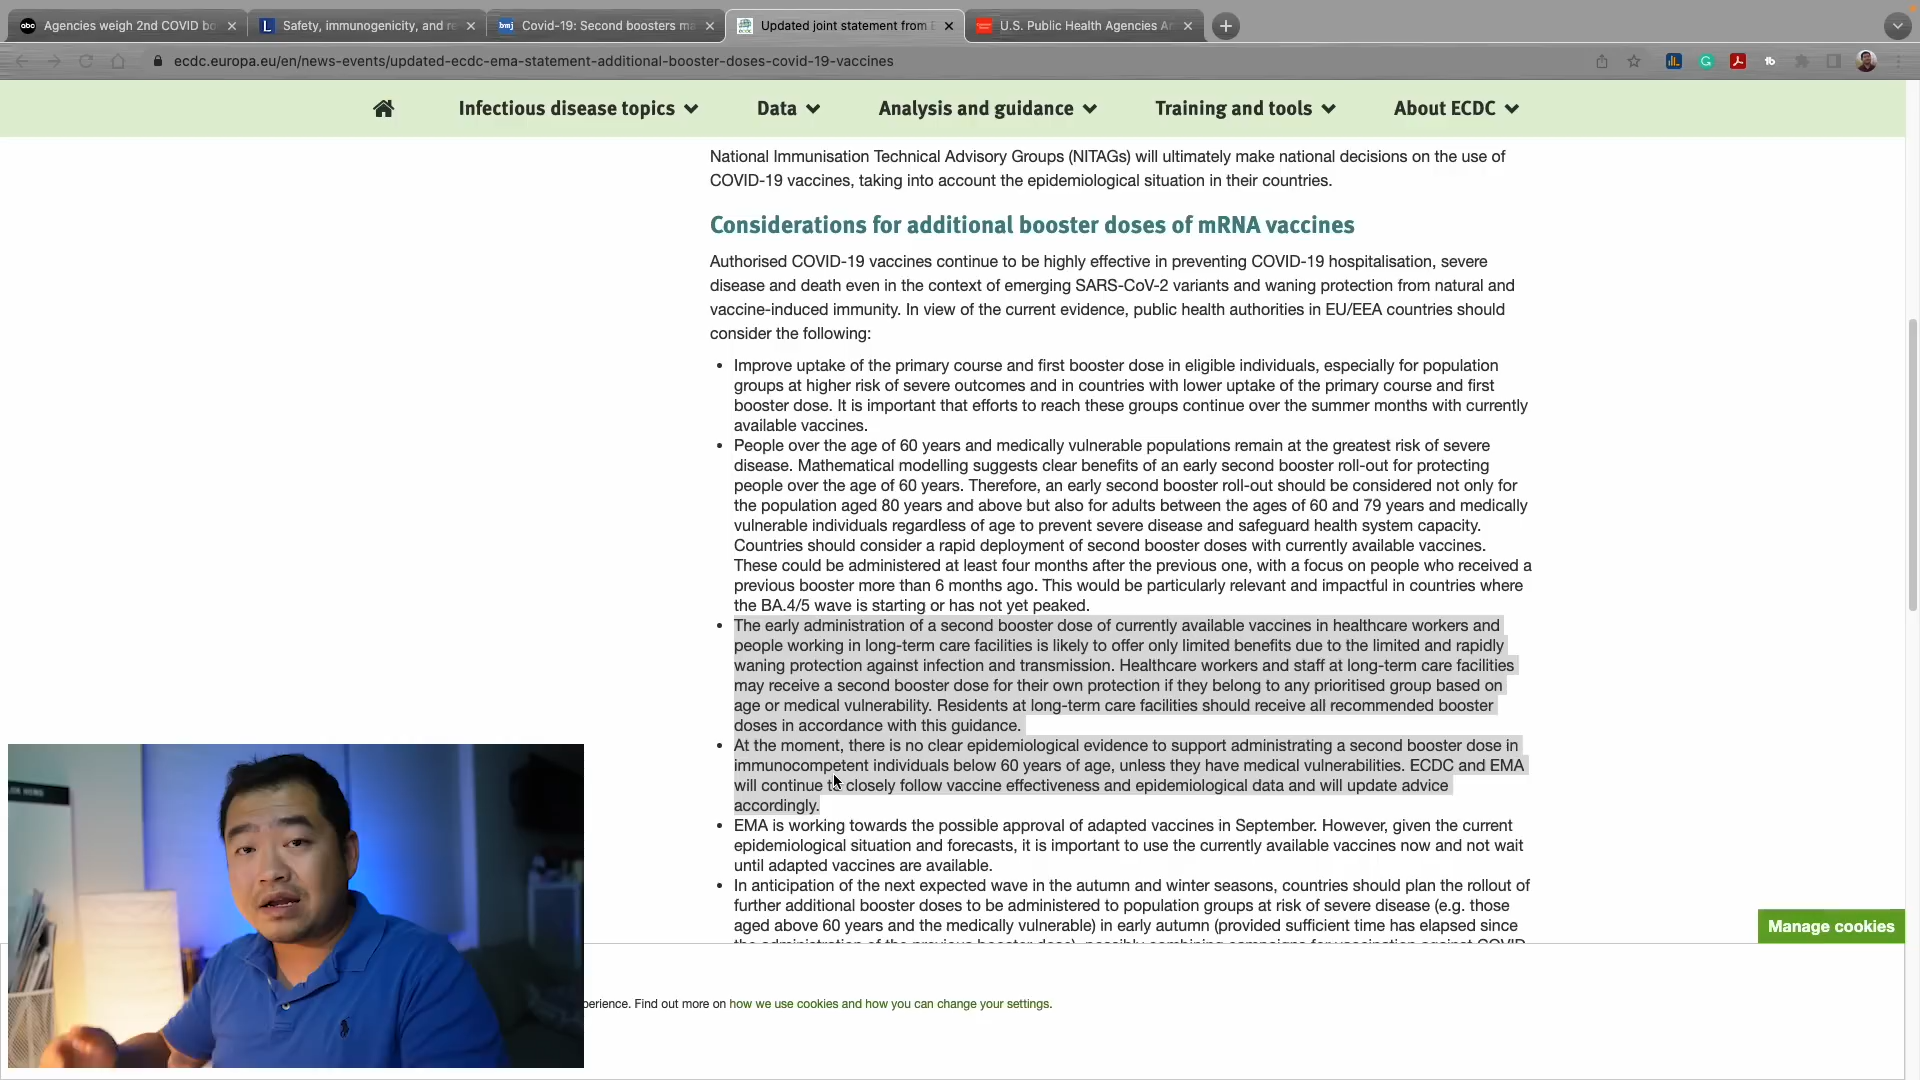 Agencies weigh 2nd COVID bo
Safety, immunogenicity, and re
Covid-19: Second boosters ma
Updated joint statement from E
U.S. Public Health Agencies A
ecdc.europa.eu/en/news-events/updated-ecdc-ema-statement-additional-booster-doses-covid-19-vaccines
Infectious disease topics
Data
Analysis and guidance
Training and tools
About ECDC
National Immunisation Technical Advisory Groups (NITAGs) will ultimately make national decisions on the use of
COVID-19 vaccines, taking into account the epidemiological situation in their countries.
Considerations for additional booster doses of mRNA vaccines
Authorised COVID-19 vaccines continue to be highly effective in preventing COVID-19 hospitalisation, severe
disease and death even in the context of emerging SARS-CoV-2 variants and waning protection from natural and
vaccine-induced immunity. In view of the current evidence, public health authorities in EU/EEA countries should
consider the following:
• Improve uptake of the primary course and first booster dose in eligible individuals, especially for population
groups at higher risk of severe outcomes and in countries with lower uptake of the primary course and first
booster dose. It is important that efforts to reach these groups continue over the summer months with currently
available vaccines.
• People over the age of 60 years and medically vulnerable populations remain at the greatest risk of severe
disease. Mathematical modelling suggests clear benefits of an early second booster roll-out for protecting
people over the age of 60 years. Therefore, an early second booster roll-out should be considered not only for
the population aged 80 years and above but also for adults between the ages of 60 and 79 years and medically
vulnerable individuals regardless of age to prevent severe disease and safeguard health system capacity.
Countries should consider a rapid deployment of second booster doses with currently available vaccines.
These could be administered at least four months after the previous one, with a focus on people who received a
previous booster more than 6 months ago. This would be particularly relevant and impactful in countries where
the BA.4/5 wave is starting or has not yet peaked.
• The early administration of a second booster dose of currently available vaccines in healthcare workers and
people working in long-term care facilities is likely to offer only limited benefits due to the limited and rapidly
waning protection against infection and transmission. Healthcare workers and staff at long-term care facilities
may receive a second booster dose for their own protection if they belong to any prioritised group based on
age or medical vulnerability. Residents at long-term care facilities should receive all recommended booster
doses in accordance with this guidance.
• At the moment, there is no clear epidemiological evidence to support administrating a second booster dose in
immunocompetent individuals below 60 years of age, unless they have medical vulnerabilities. ECDC and EMA
will continue to closely follow vaccine effectiveness and epidemiological data and will update advice
accordingly.
• EMA is working towards the possible approval of adapted vaccines in September. However, given the current
epidemiological situation and forecasts, it is important to use the currently available vaccines now and not wait
until adapted vaccines are available.
• In anticipation of the next expected wave in the autumn and winter seasons, countries should plan the rollout of
further additional booster doses to be administered to population groups at risk of severe disease (e.g. those
aged above 60 years and the medically vulnerable) in early autumn (provided sufficient time has elapsed since
Manage cookies
perience. Find out more on how we use cookies and how you can change your settings.